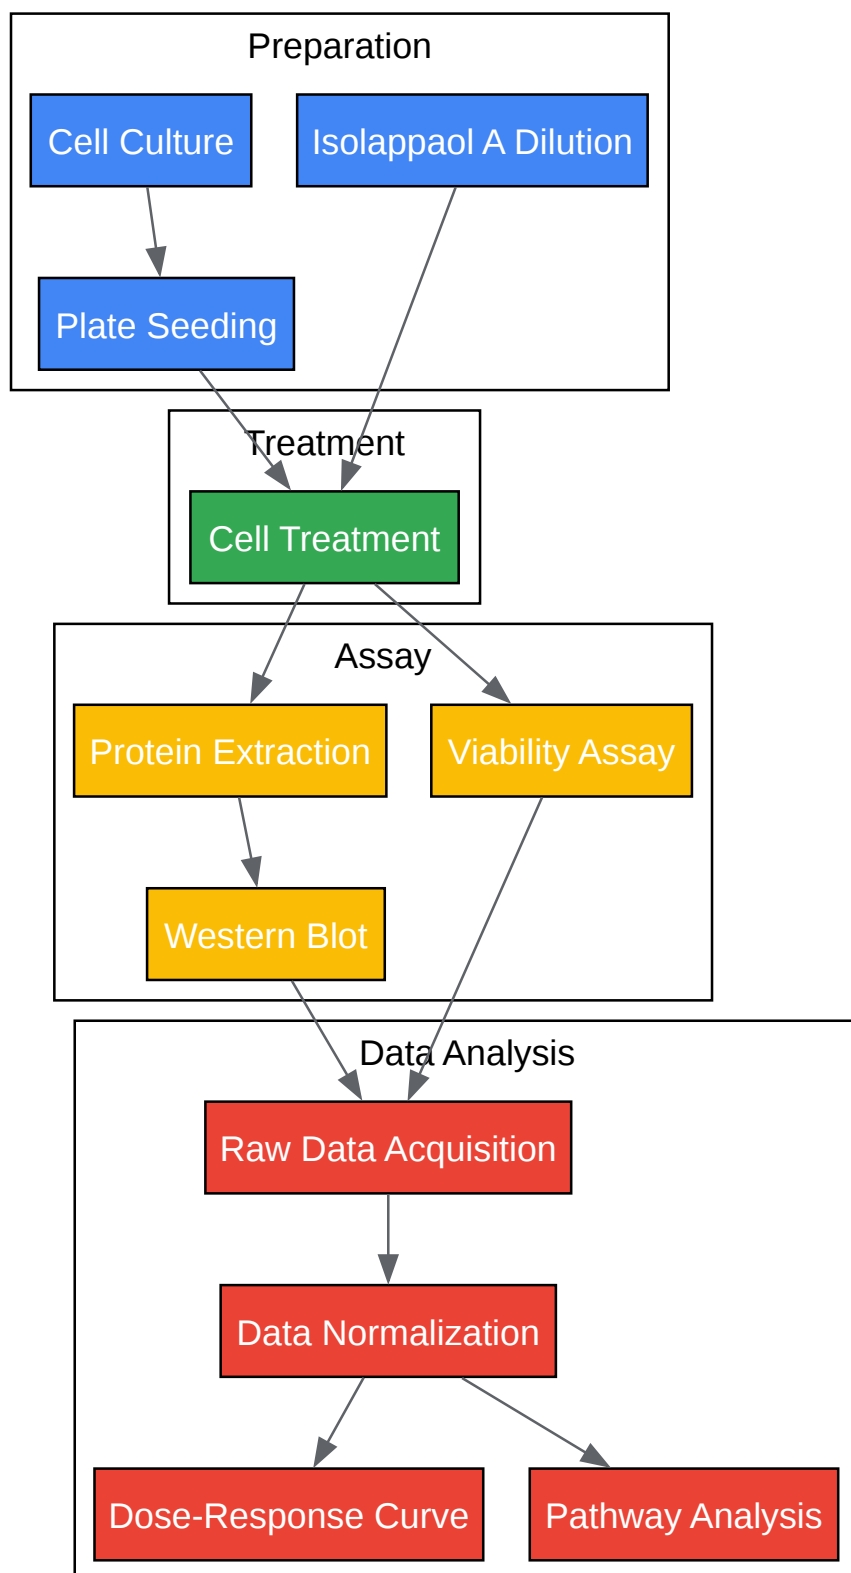 Preparation
Cell Culture
Isolappaol A Dilution
Plate Seeding
Treatment
Cell Treatment
Assay
Protein Extraction
Viability Assay
Western Blot
Data Analysis
Raw Data Acquisition
Data Normalization
Dose-Response Curve
Pathway Analysis